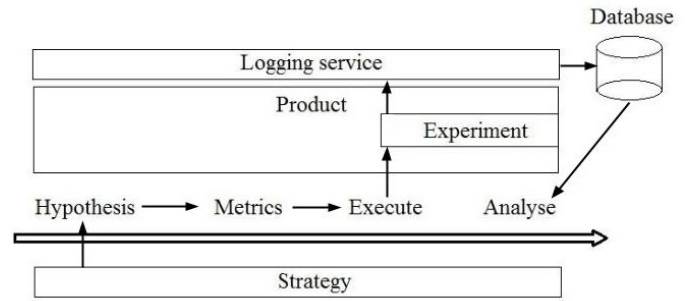 Database
Logging service
Product
Experiment
Hypothesis Metrics Execute Analyse
Strategy